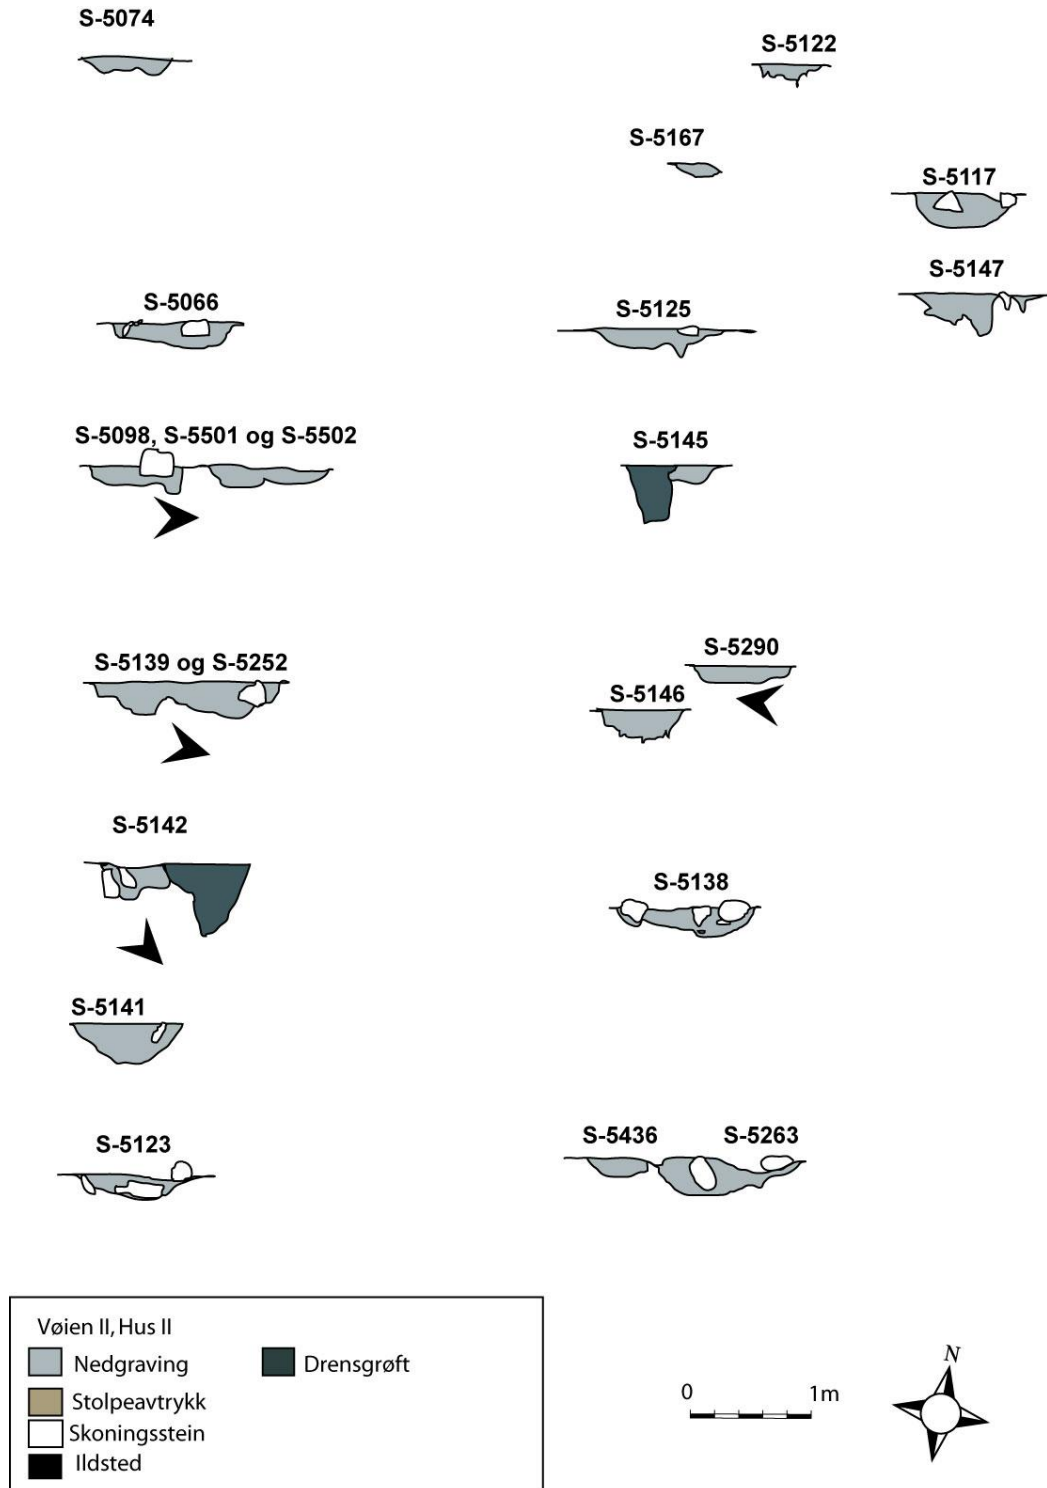 S-5074
S-5122
S-5167
S-5117
S-5147
S-5066
S-5125
S-5098, S-5501 og S-5502
S-5145
S-5139 og S-5252
S-5290
S-5146
S-5142
S-5138
S-5141
S-5123
S-5436
S-5263
Vøien II, Hus II
Nedgraving
Drensgrøft
Stolpeavtrykk
Skoningsstein
Ildsted
0
1m
N